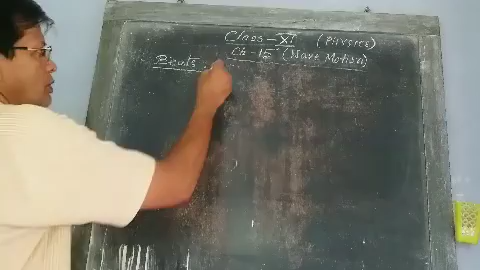 Class - XI (Physics)
Ch - 15 (Wave Motion)
Beats :